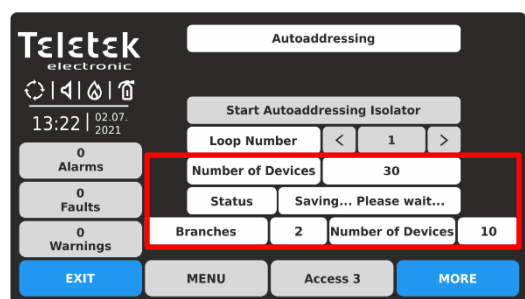 Teletek
electronic
Autoaddressing
Start Autoaddressing Isolator
13:22 02.07.
2021
Loop Number < 1 >
0
Alarms
Number of Devices 30
0
Faults
Status Saving... Please wait...
0
Warnings
Branches 2 Number of Devices 10
EXIT MENU Access 3 MORE